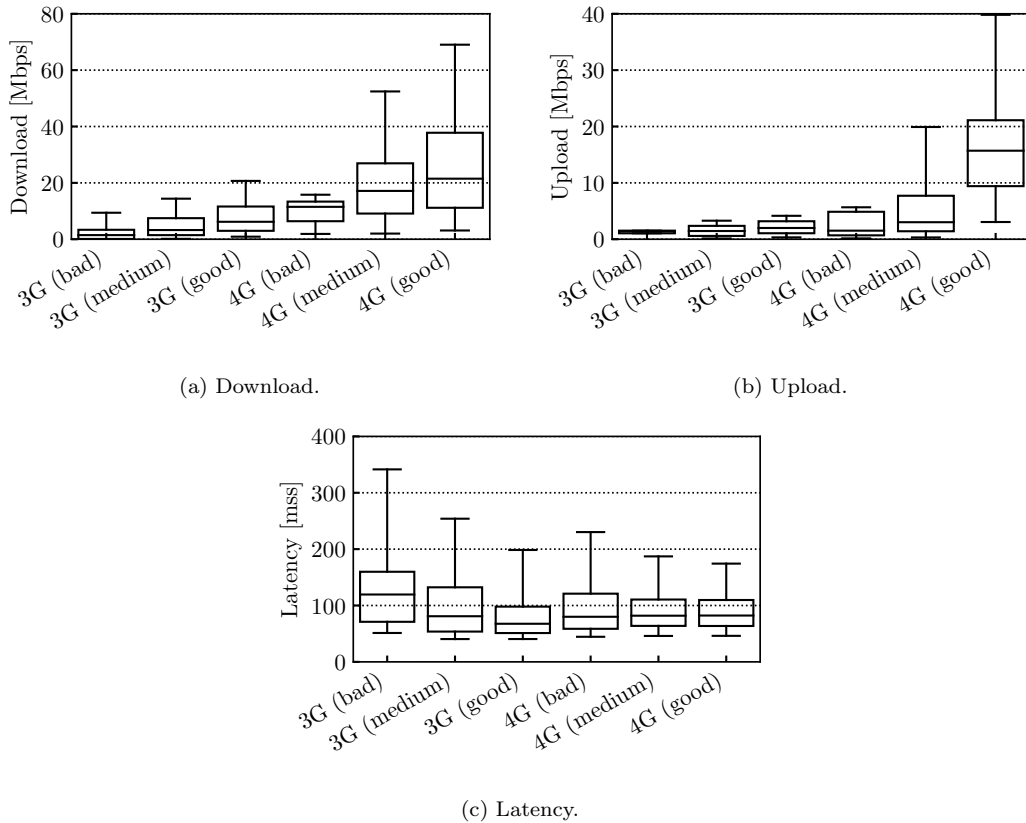 80
60
40
20
0
Download [Mbps]
3G (bad)
3G (medium)
3G (good)
4G (bad)
4G (medium)
4G (good)
(a) Download.
40
30
20
10
0
Upload [Mbps]
3G (bad)
3G (medium)
3G (good)
4G (bad)
4G (medium)
4G (good)
(b) Upload.
400
300
200
100
0
Latency [mss]
3G (bad)
3G (medium)
3G (good)
4G (bad)
4G (medium)
4G (good)
(c) Latency.